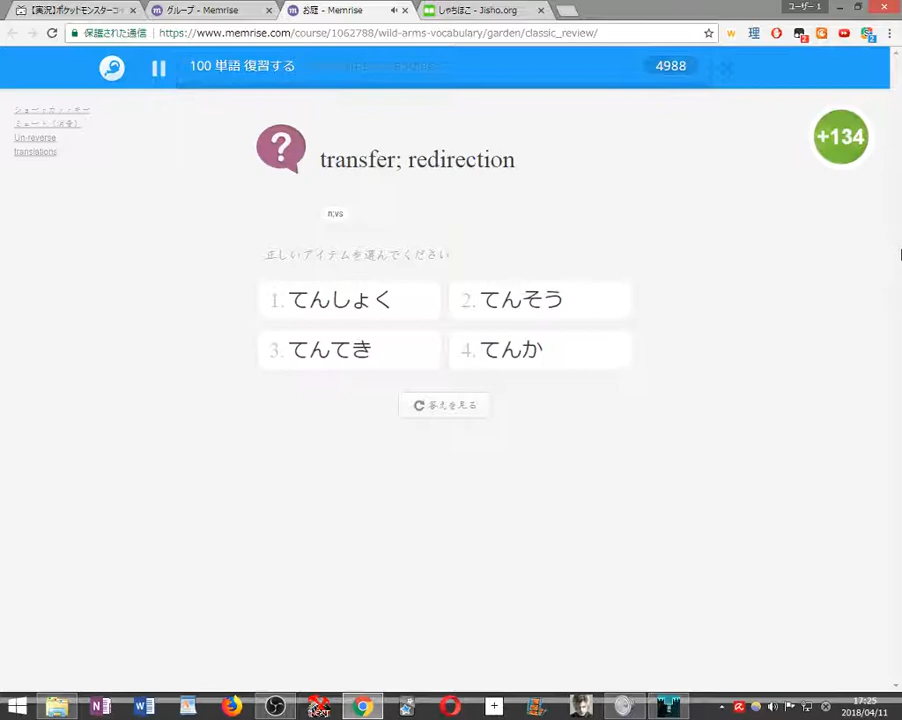 【実況】ポケットモンスターコ
グループ - Memrise
お庭 - Memrise
しゃちほこ - Jisho.org
ユーザー 1
保護された通信
https://www.memrise.com/course/1062788/wild-arms-vocabulary/garden/classic_review/
100 単語 復習する
4988
Un-reverse
translations
+134
?
transfer; redirection
n;vs
正しいアイテムを選んでください
1. てんしょく
2. てんそう
3. てんてき
4. てんか
答えを見る
17:25
2018/04/11